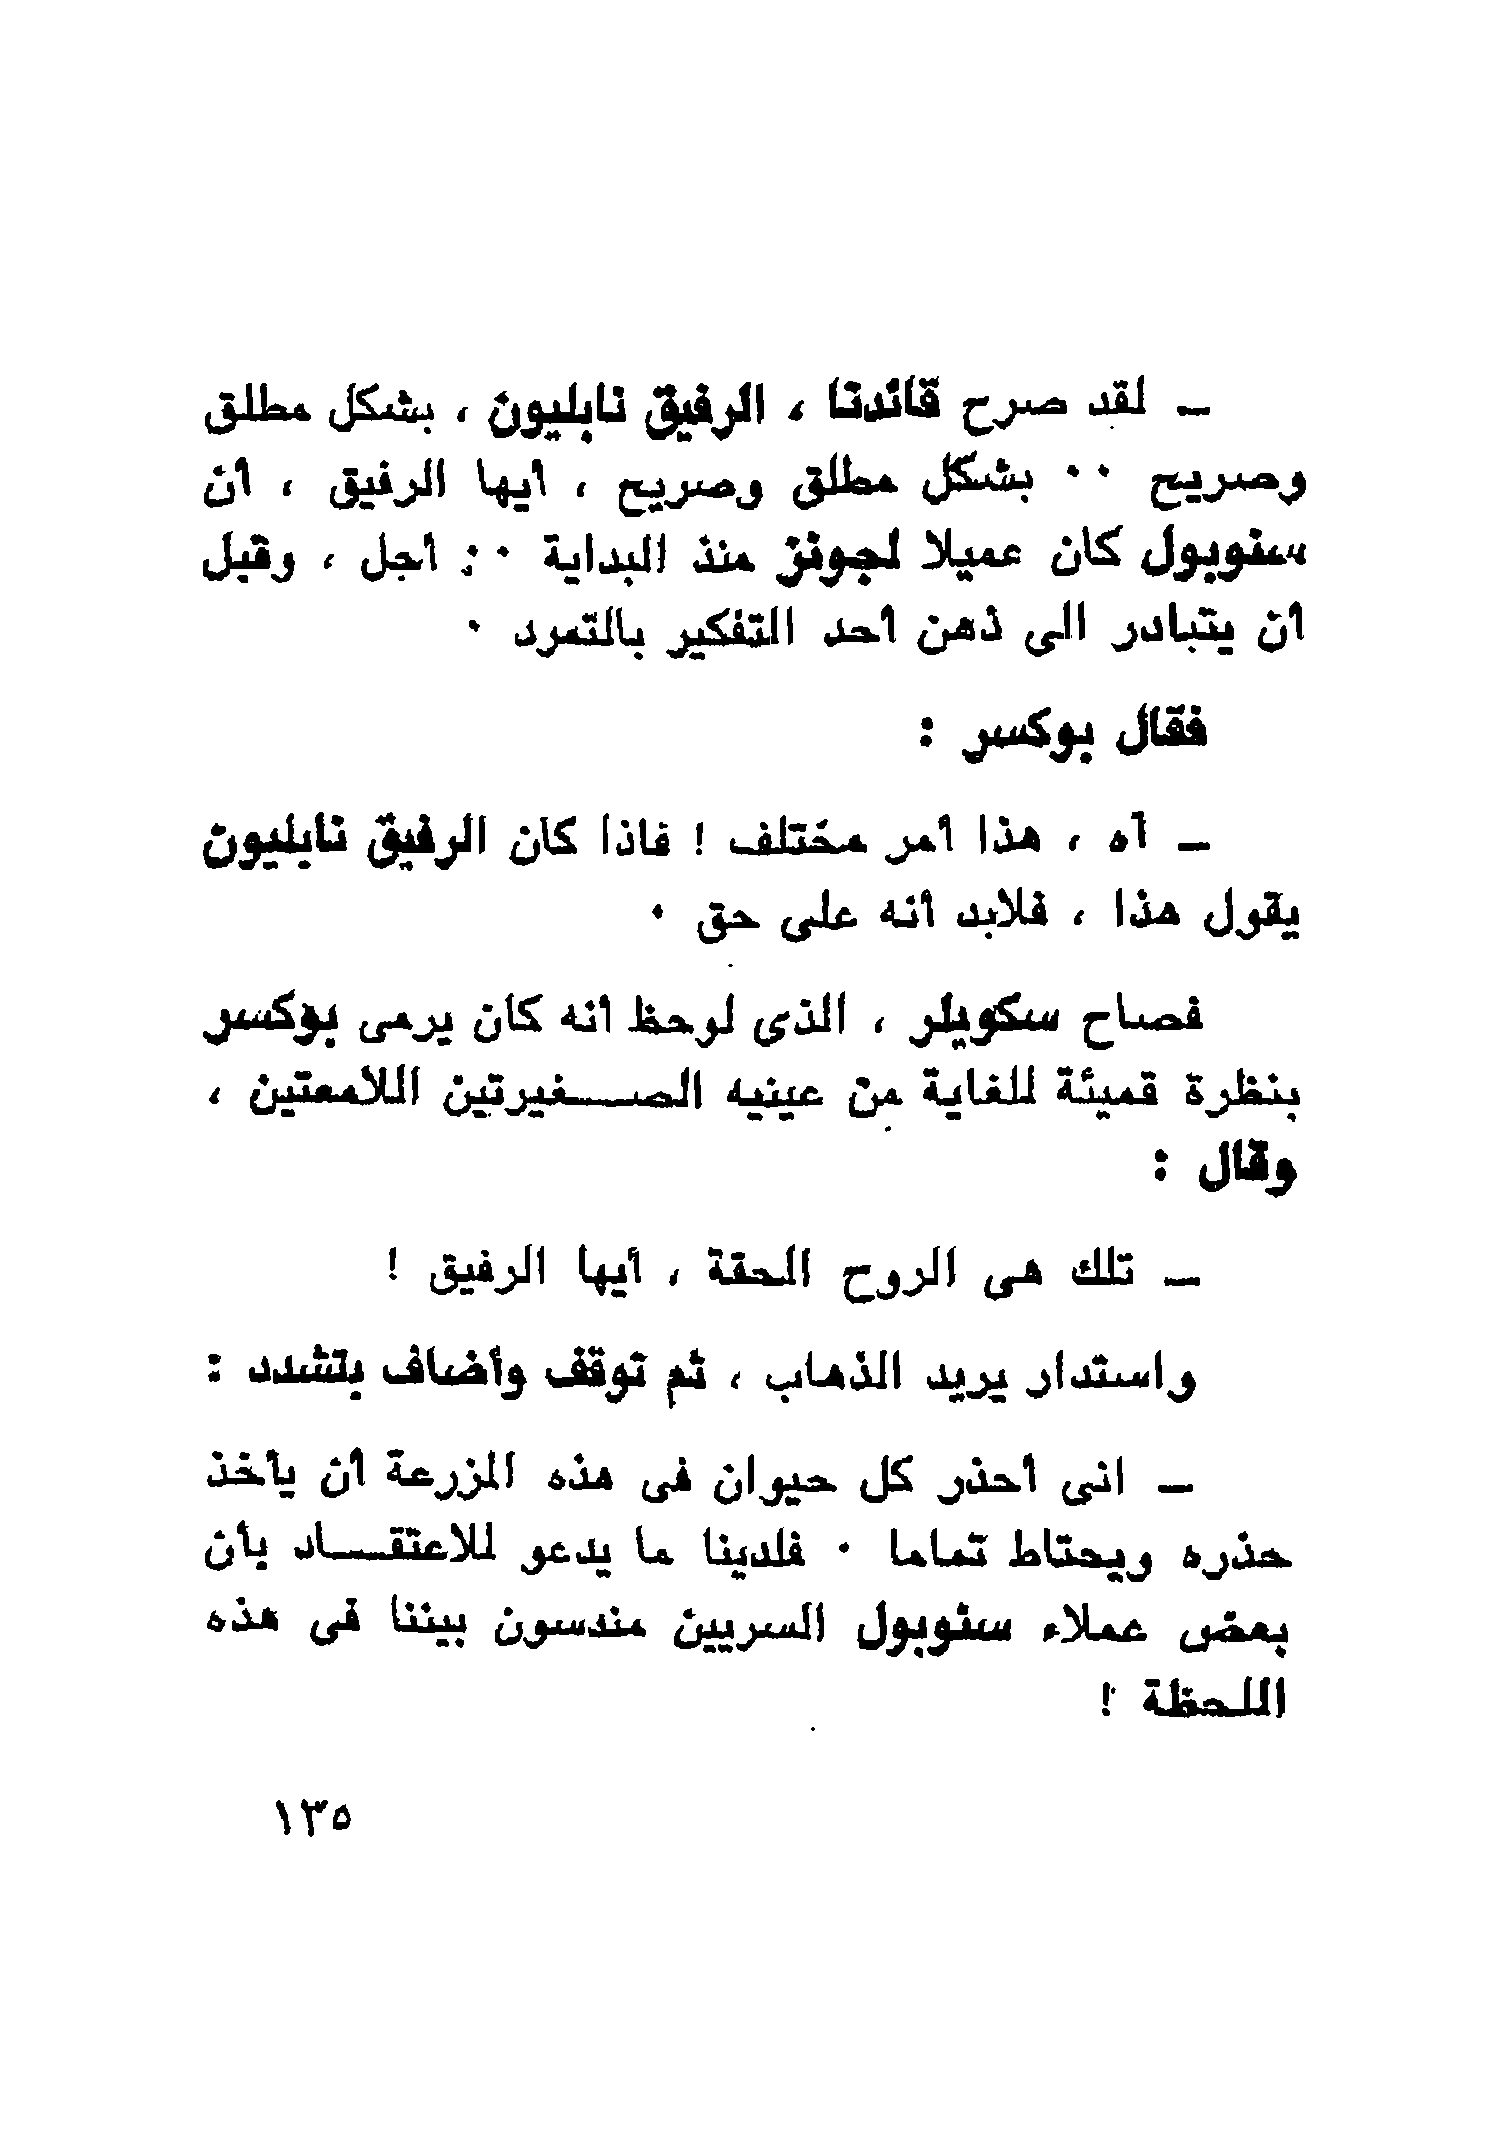 ـ لقد صرح قائدنا ، الرفيق نابليون ، بشكل مطلق
وصريح ٠٠ بشكل مطلق وصريح ، أيها الرفيق ، أن
سنوبول كان عميلا لجونز منذ البداية ٠٠: أجل ، وقبل
أن يتبادر الى ذهن أحد التفكير بالتمرد ٠
فقال بوكسر :
ـ آه ، هذا أمر مختلف ! فاذا كان الرفيق نابليون
يقول هذا ، فلابد أنه على حق ٠
فصاح سكويلر ، الذى لوحظ أنه كان يرمى بوكسر
بنظرة قميئة للغاية من عينيه الصـــغيرتين اللامعتين ،
وقال :
ـ تلك هى الروح الحقة ، أيها الرفيق !
واستدار يريد الذهاب ، ثم توقف وأضاف بتشدد :
ـ انى أحذر كل حيوان فى هذه المزرعة أن يأخذ
حذره ويحتاط تماما ٠ فلدينا ما يدعو للاعتقـــاد بأن
بعض عملاء سنوبول السريين مندسون بيننا فى هذه
اللحظة !
١٣٥